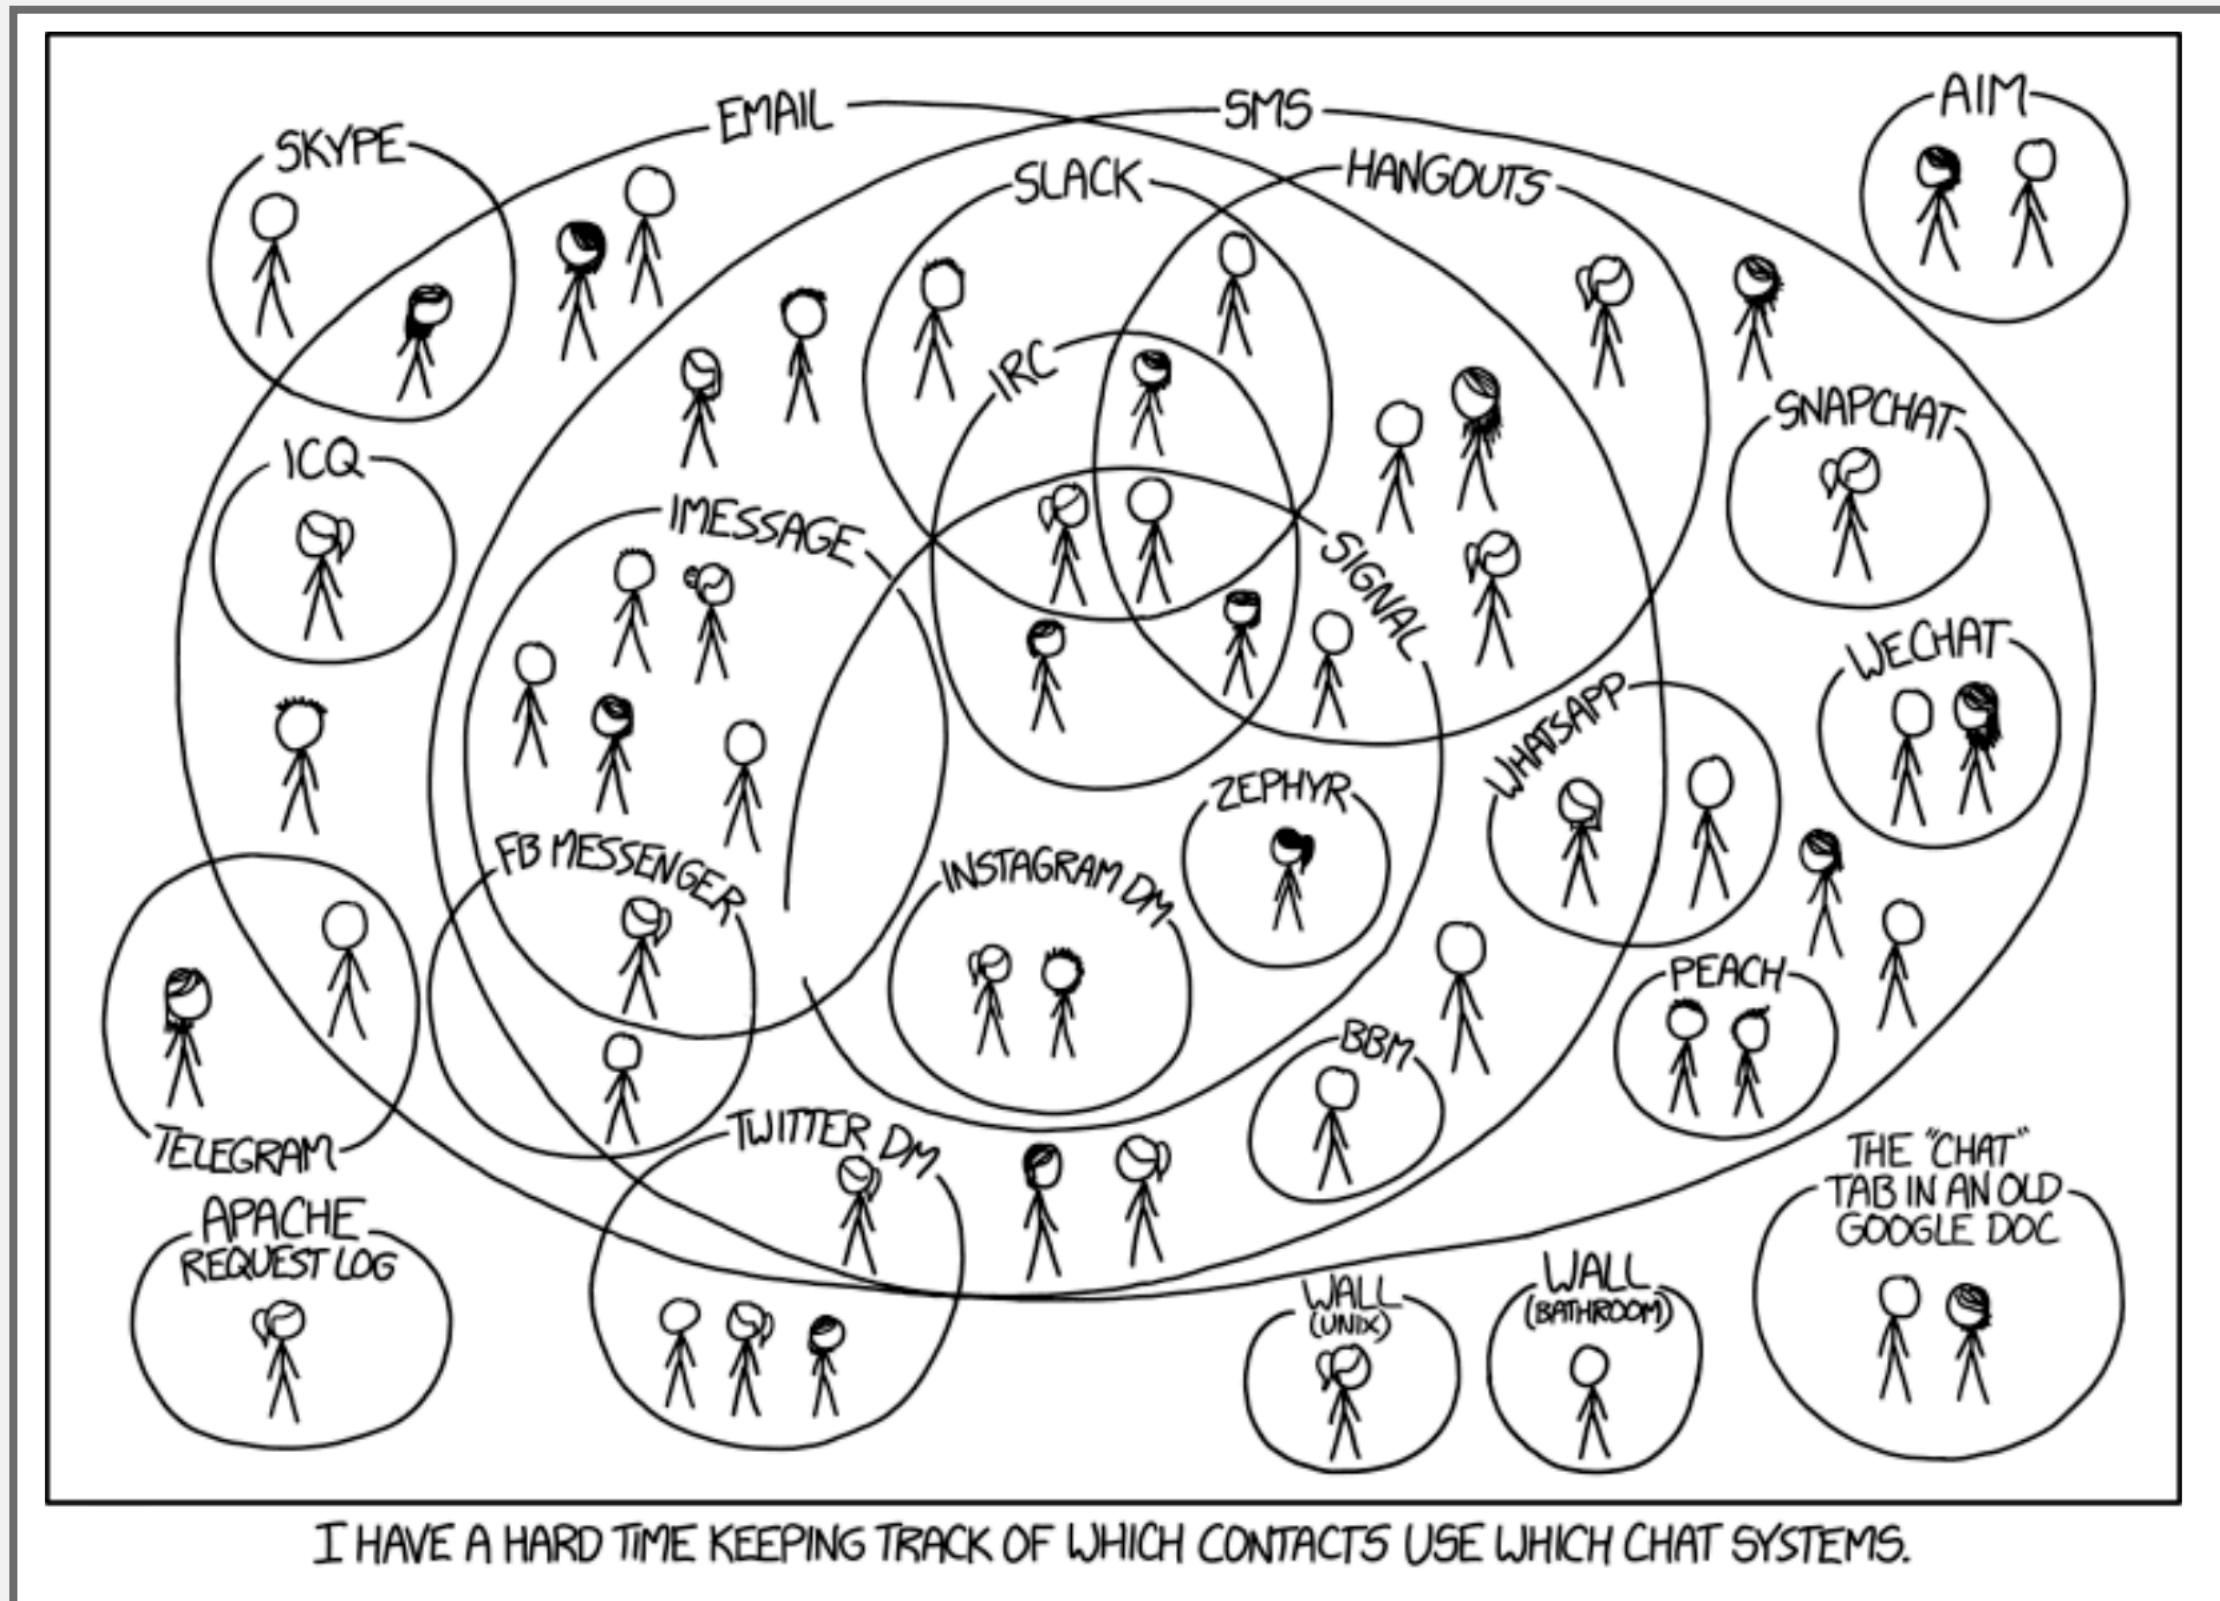 EMAIL
SMS
AIM
SKYPE
SLACK
HANGOUTS
IRC
SNAPCHAT
ICQ
IMESSAGE
SIGNAL
WECHAT
WHATSAPP
ZEPHYR
FB MESSENGER
INSTAGRAM DM
PEACH
BBM
TWITTER DM
TELEGRAM
THE "CHAT"
TAB IN AN OLD
GOOGLE DOC
APACHE
REQUEST LOG
WALL
(UNIX)
WALL
(BATHROOM)
I HAVE A HARD TIME KEEPING TRACK OF WHICH CONTACTS USE WHICH CHAT SYSTEMS.